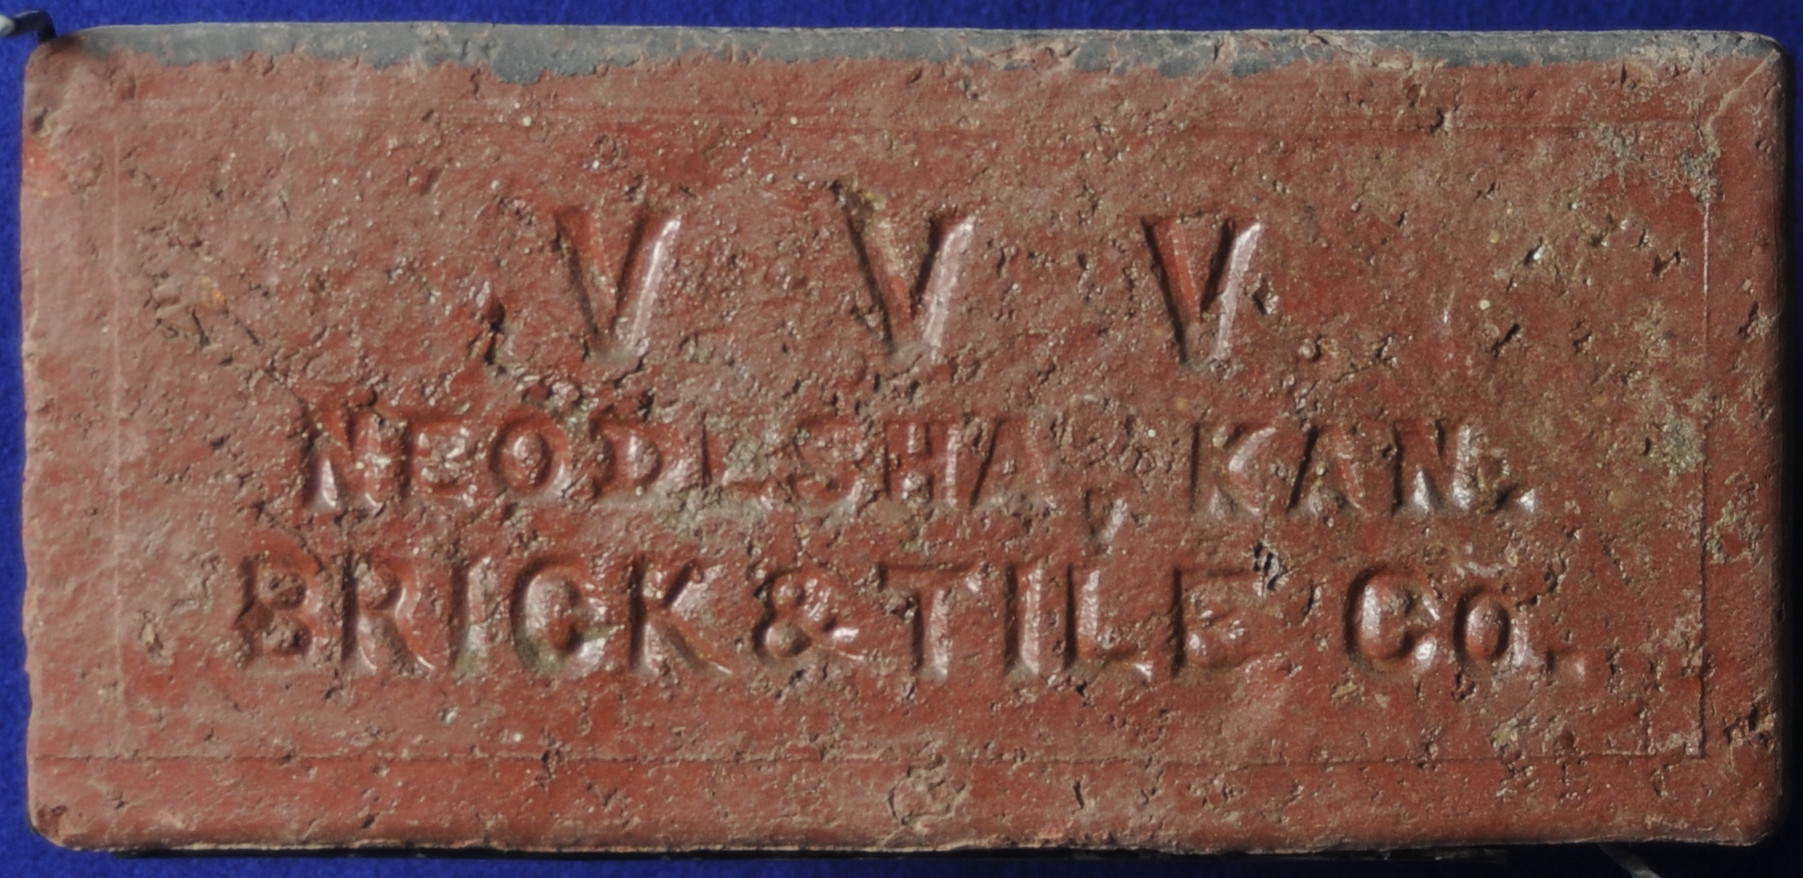 V V V
NEODESHA, KAN.
BRICK & TILE Co.